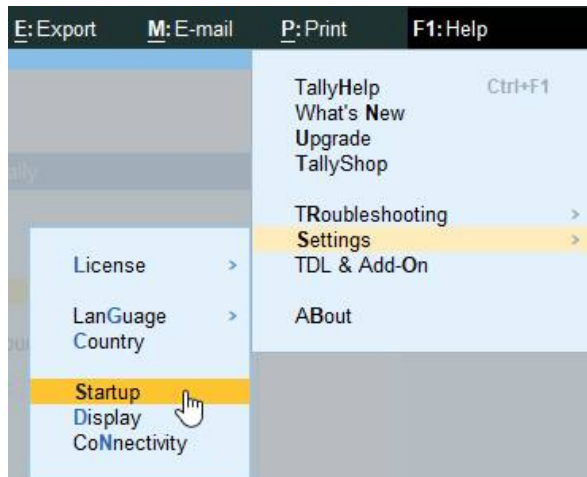 E: Export M: E-mail P: Print F1: Help
TallyHelp Ctrl+F1
What's New
Upgrade
TallyShop
TRoubleshooting >
Settings >
TDL & Add-On
ABout
License >
LanGuage >
Country
Startup
Display
CoNnectivity